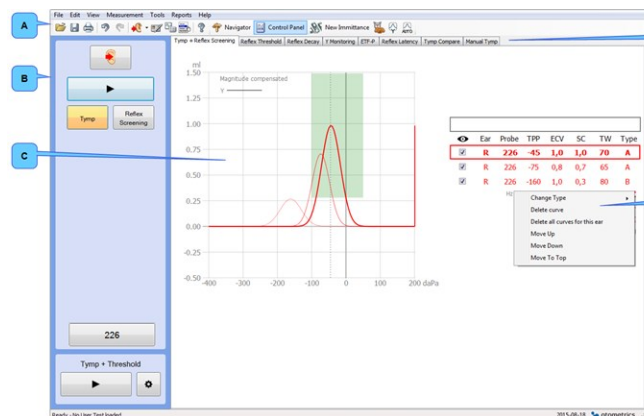 File Edit View Measurement Tools Reports Help
A
Navigator Control Panel New Immittance AUTO
Tymp + Reflex Screening Reflex Threshold Reflex Decay Y Monitoring ETF-P Reflex Latency Tymp Compare Manual Tymp
B
Tymp Reflex Screening
C
226
Tymp + Threshold
ml
1.50
1.25
1.00
0.75
0.50
0.25
0.00
-0.25
-0.50
Magnitude compensated
Y
-400 -300 -200 -100 0 100 200 daPa
Ear Probe TPP ECV SC TW Type
R 226 -45 1,0 1,0 70 A
R 226 -75 0,8 0,7 65 A
R 226 -160 1,0 0,3 80 B
Change Type
Delete curve
Delete all curves for this ear
Move Up
Move Down
Move To Top
Ready - No User Test loaded
2015-08-18 otometrics